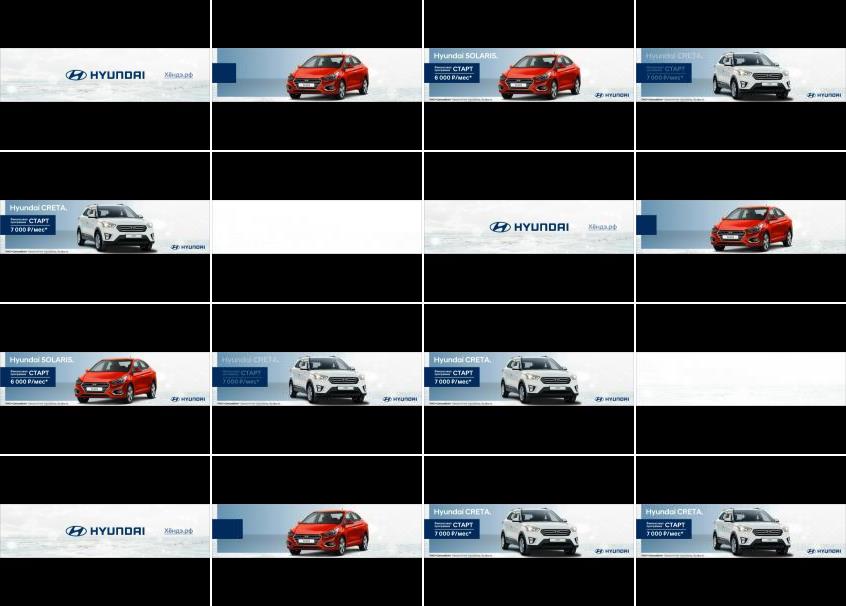 HYUNDAI
Хёндэ.рф
Hyundai SOLARIS.
СТАРТ
6 000 ₽/мес*
HYUNDAI
Hyundai CRETA.
СТАРТ
7 000 ₽/мес*
HYUNDAI
Hyundai CRETA.
СТАРТ
7 000 ₽/мес*
HYUNDAI
HYUNDAI
Хёндэ.рф
Hyundai SOLARIS.
СТАРТ
6 000 ₽/мес*
HYUNDAI
Hyundai CRETA.
СТАРТ
7 000 ₽/мес*
HYUNDAI
Hyundai CRETA.
СТАРТ
7 000 ₽/мес*
HYUNDAI
HYUNDAI
Хёндэ.рф
Hyundai CRETA.
СТАРТ
7 000 ₽/мес*
HYUNDAI
Hyundai CRETA.
СТАРТ
7 000 ₽/мес*
HYUNDAI